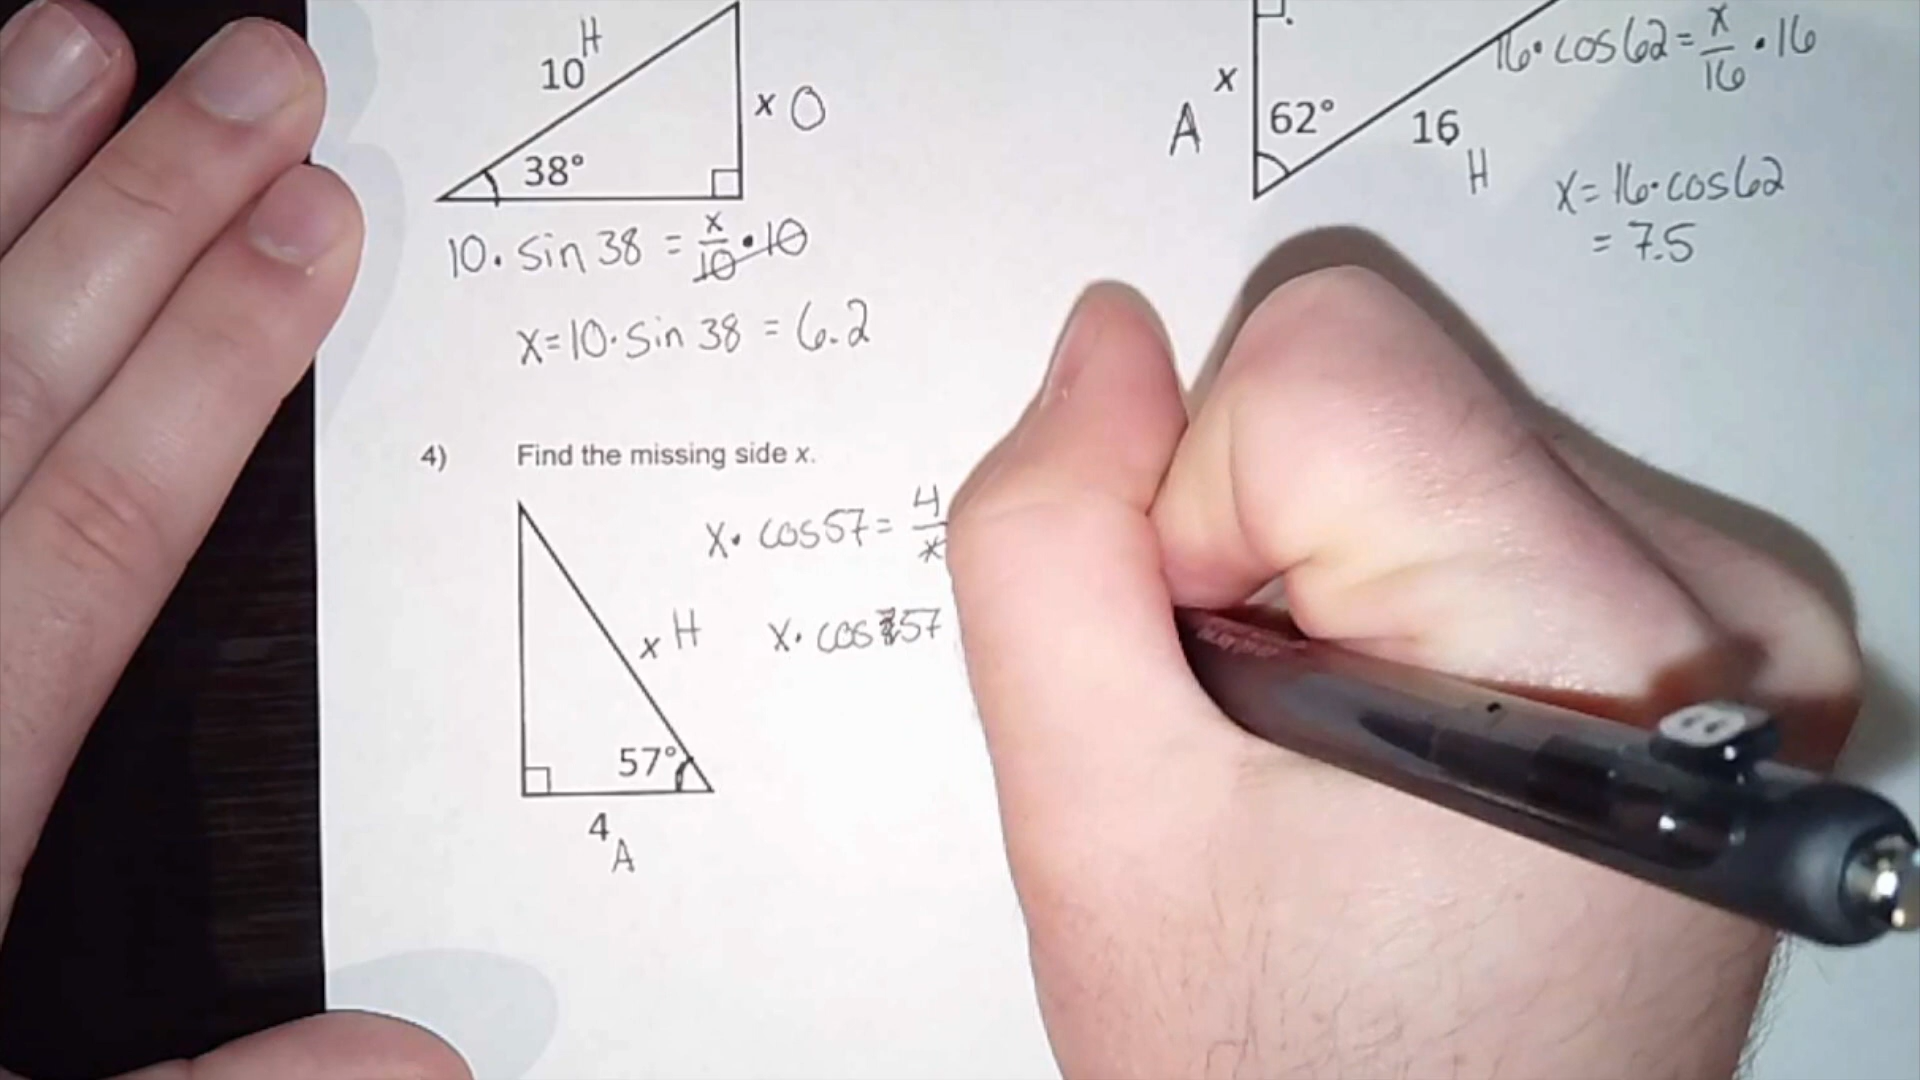 10 H
x O
38°
10 · sin 38 = x/10 · 10
x = 10 · sin 38 = 6.2
x
A
62°
16
H
16 · cos 62 = x/16 · 16
x = 16 · cos 62
= 7.5
4) Find the missing side x.
x · cos 57 = 4/x
x · cos 57
x H
57°
4
A